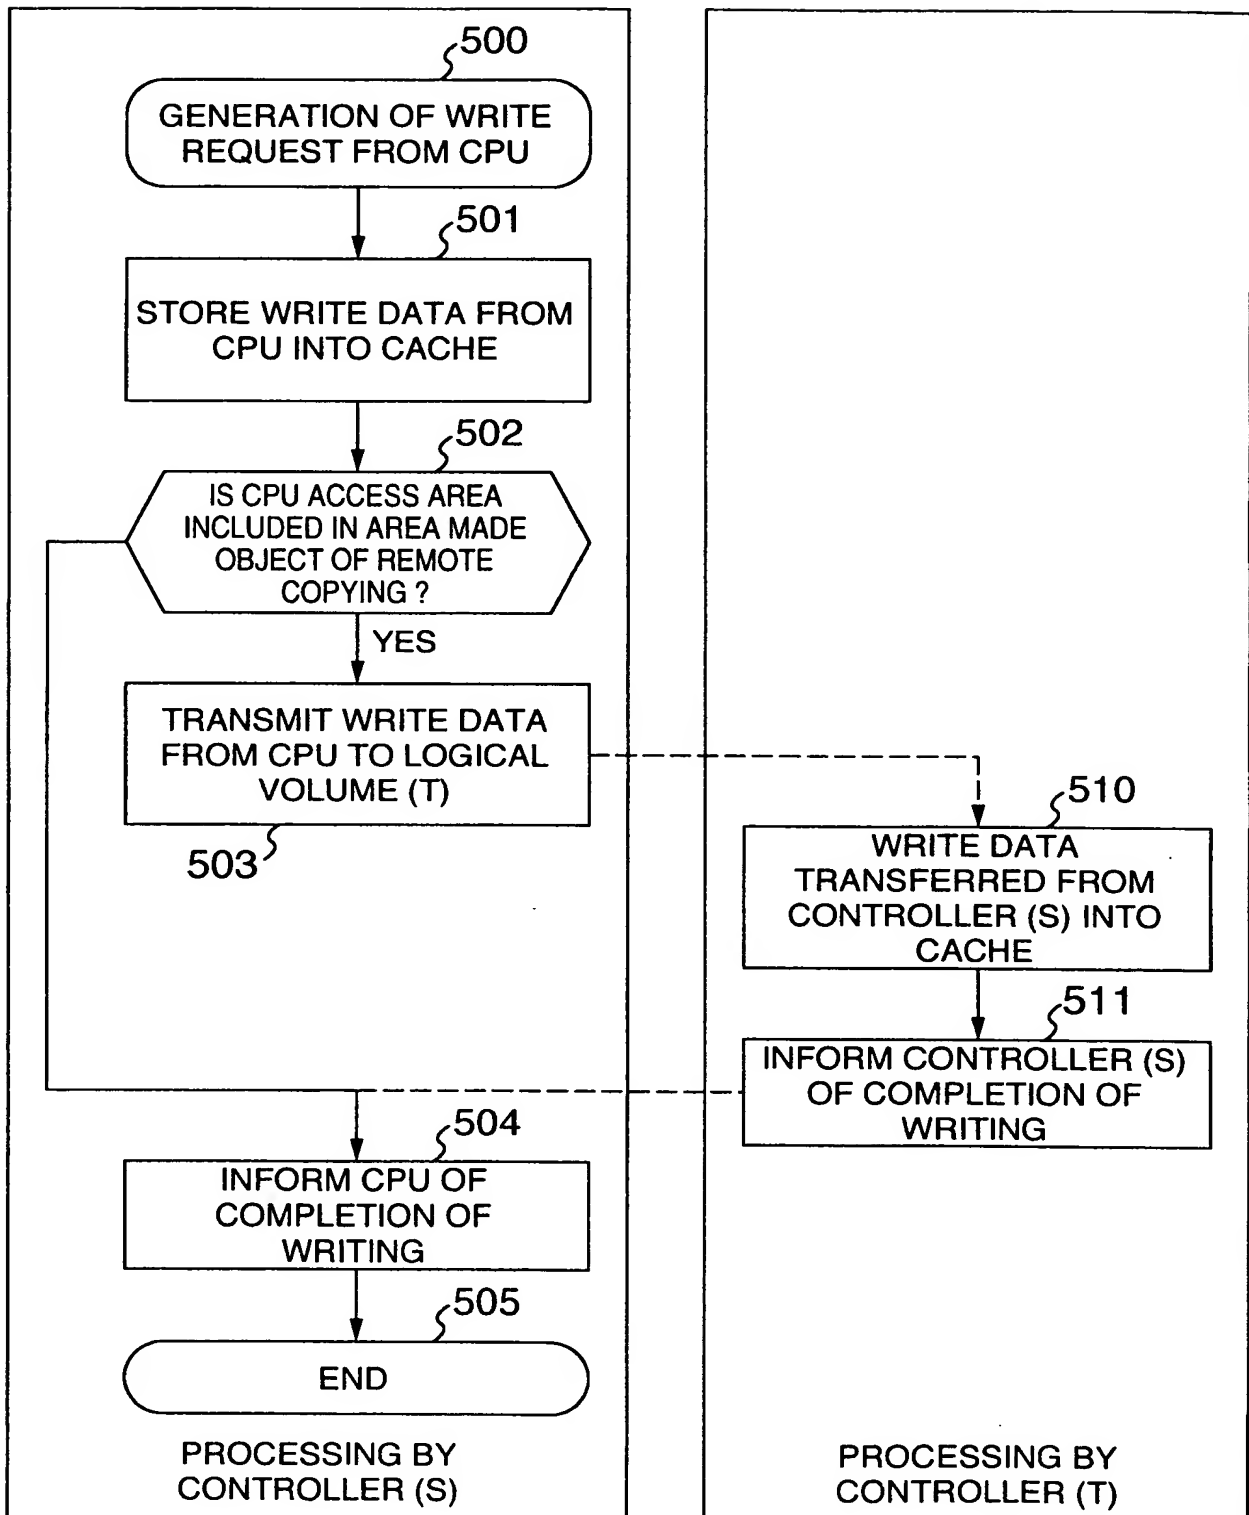 500
GENERATION OF WRITE
REQUEST FROM CPU
501
STORE WRITE DATA FROM
CPU INTO CACHE
502
IS CPU ACCESS AREA
INCLUDED IN AREA MADE
OBJECT OF REMOTE
COPYING ?
YES
TRANSMIT WRITE DATA
FROM CPU TO LOGICAL
VOLUME (T)
503
510
WRITE DATA
TRANSFERRED FROM
CONTROLLER (S) INTO
CACHE
511
INFORM CONTROLLER (S)
OF COMPLETION OF
WRITING
504
INFORM CPU OF
COMPLETION OF
WRITING
505
END
PROCESSING BY
CONTROLLER (S)
PROCESSING BY
CONTROLLER (T)